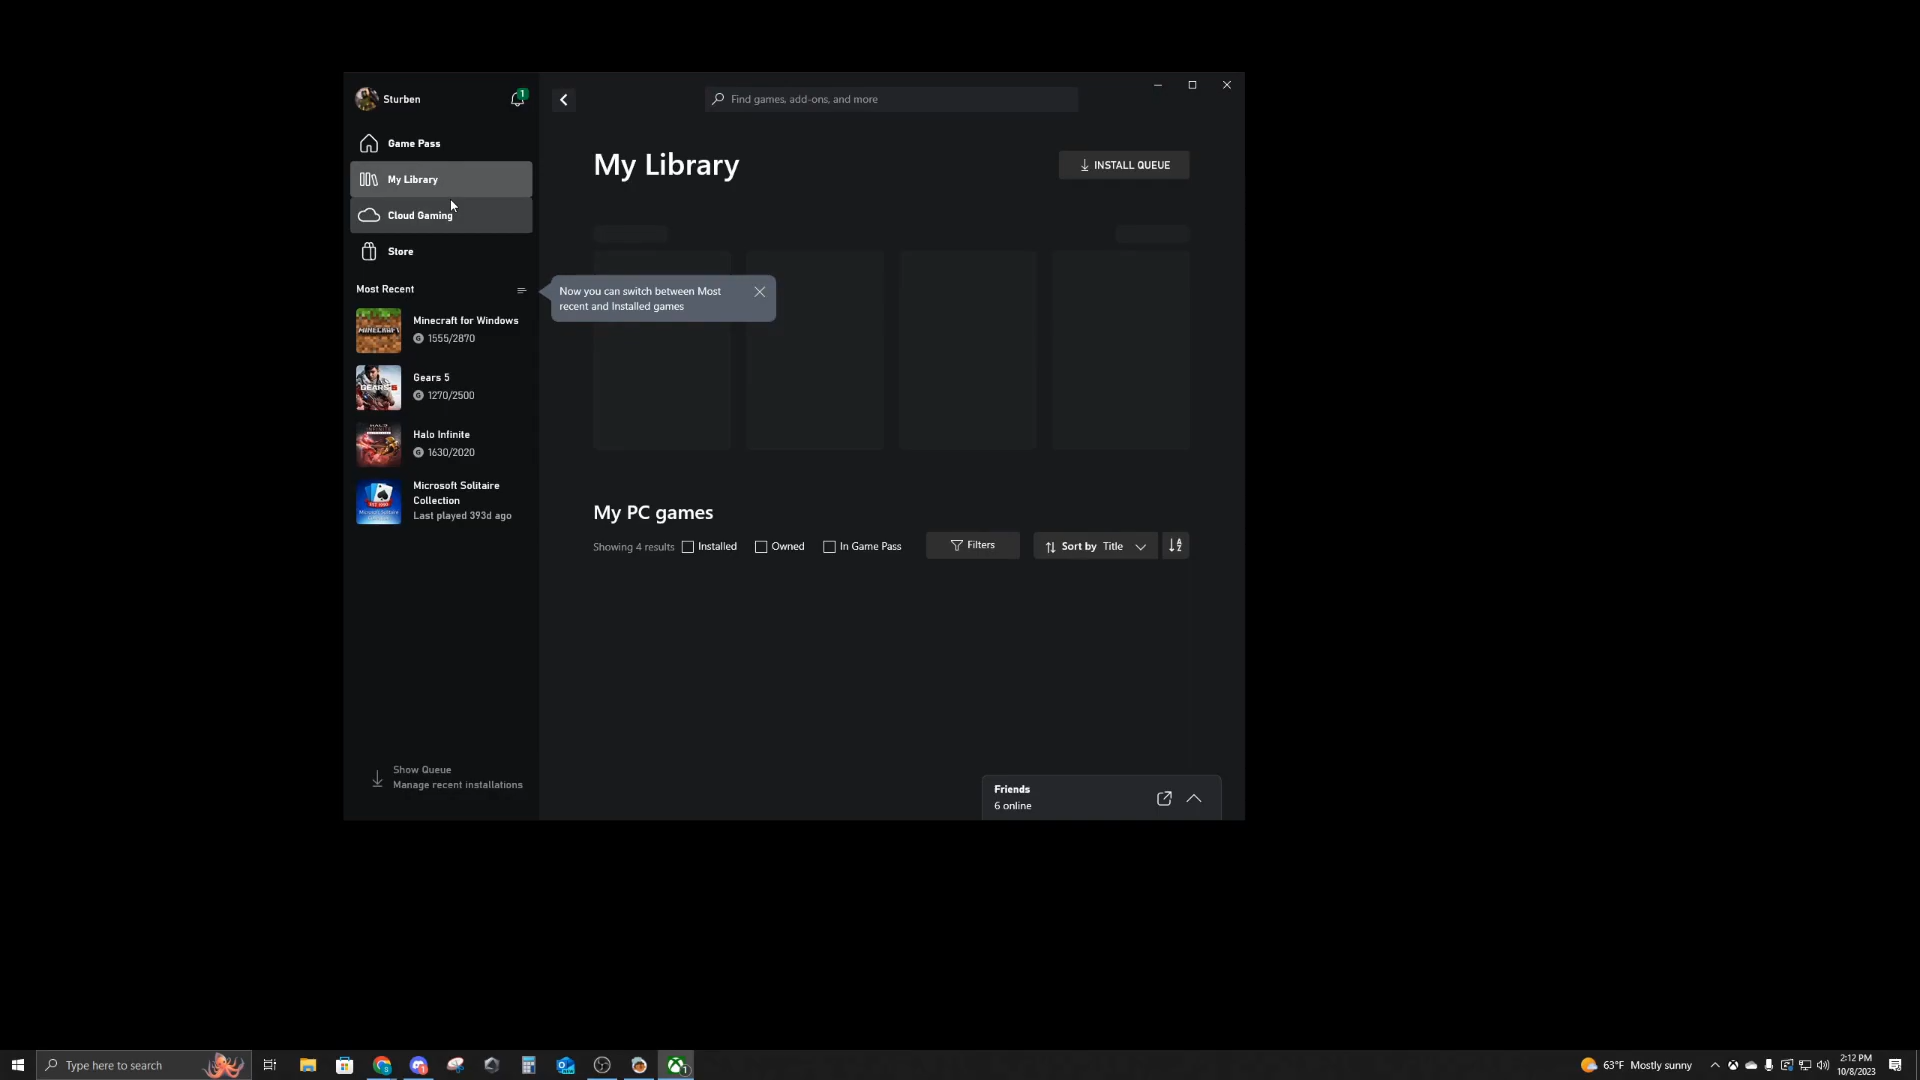 Sturben
1
Find games, add-ons, and more
Game Pass
My Library
Cloud Gaming
Store
Most Recent
Minecraft for Windows
G 1555/2870
Gears 5
G 1270/2500
Halo Infinite
G 1630/2020
Microsoft Solitaire
Collection
Last played 393d ago
Show Queue
Manage recent installations
My Library
INSTALL QUEUE
Now you can switch between Most
recent and Installed games
My PC games
Showing 4 results
Installed
Owned
In Game Pass
Filters
Sort by Title
Friends
6 online
Type here to search
63°F Mostly sunny
2:12 PM
10/8/2023